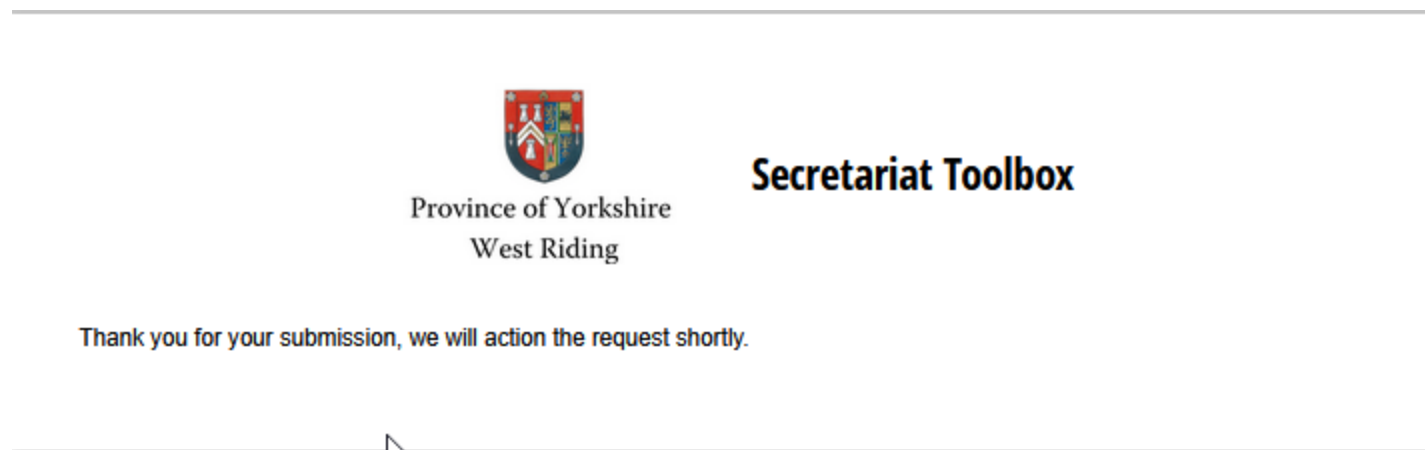 Province of Yorkshire
West Riding
Secretariat Toolbox
Thank you for your submission, we will action the request shortly.